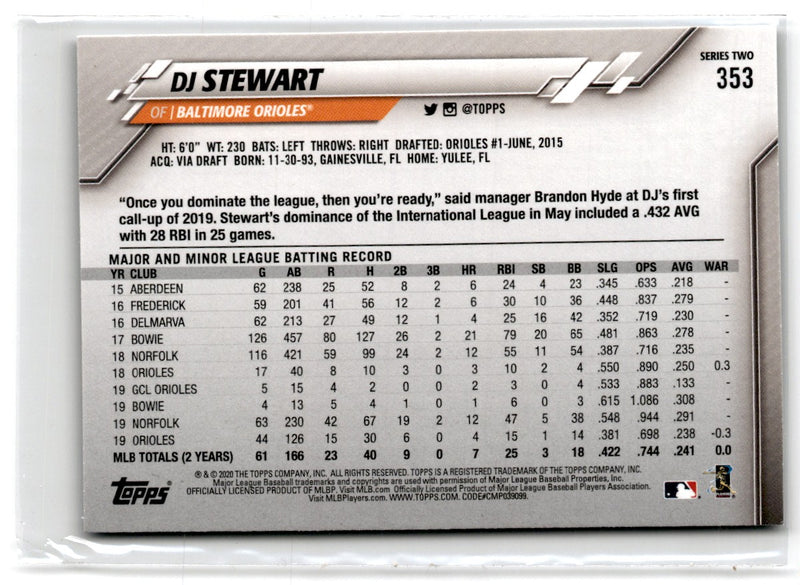 SERIES TWO
353
DJ STEWART
OF | BALTIMORE ORIOLES®
@TOPPS
HT: 6'0" WT: 230 BATS: LEFT THROWS: RIGHT DRAFTED: ORIOLES #1-JUNE, 2015
ACQ: VIA DRAFT BORN: 11-30-93, GAINESVILLE, FL HOME: YULEE, FL
"Once you dominate the league, then you're ready," said manager Brandon Hyde at DJ's first
call-up of 2019. Stewart's dominance of the International League in May included a .432 AVG
with 28 RBI in 25 games.
MAJOR AND MINOR LEAGUE BATTING RECORD
YR CLUB G AB R H 2B 3B HR RBI SB BB SLG OPS AVG WAR
15 ABERDEEN 62 238 25 52 8 2 6 24 4 23 .345 .633 .218 -
16 FREDERICK 59 201 41 56 12 2 6 30 10 36 .448 .837 .279 -
16 DELMARVA 62 213 27 49 12 1 4 25 16 42 .352 .719 .230 -
17 BOWIE 126 457 80 127 26 2 21 79 20 65 .481 .863 .278 -
18 NORFOLK 116 421 59 99 24 2 12 55 11 54 .387 .716 .235 -
18 ORIOLES 17 40 8 10 3 0 3 10 2 4 .550 .890 .250 0.3
19 GCL ORIOLES 5 15 4 2 0 0 2 3 0 4 .533 .883 .133 -
19 BOWIE 4 13 5 4 1 0 1 6 0 3 .615 1.086 .308 -
19 NORFOLK 63 230 42 67 19 2 12 47 5 38 .548 .944 .291 -
19 ORIOLES 44 126 15 30 6 0 4 15 1 14 .381 .698 .238 -0.3
MLB TOTALS (2 YEARS) 61 166 23 40 9 0 7 25 3 18 .422 .744 .241 0.0
topps
® & © 2020 THE TOPPS COMPANY, INC. ALL RIGHTS RESERVED. TOPPS IS A REGISTERED TRADEMARK OF THE TOPPS COMPANY, INC.
Major League Baseball trademarks and copyrights are used with permission of Major League Baseball Properties, Inc.
OFFICIALLY LICENSED PRODUCT OF MLBP. Visit MLB.com Officially Licensed Product of Major League Baseball Players Association.
Visit MLBPlayers.com. WWW.TOPPS.COM. CODE#CMP039099.